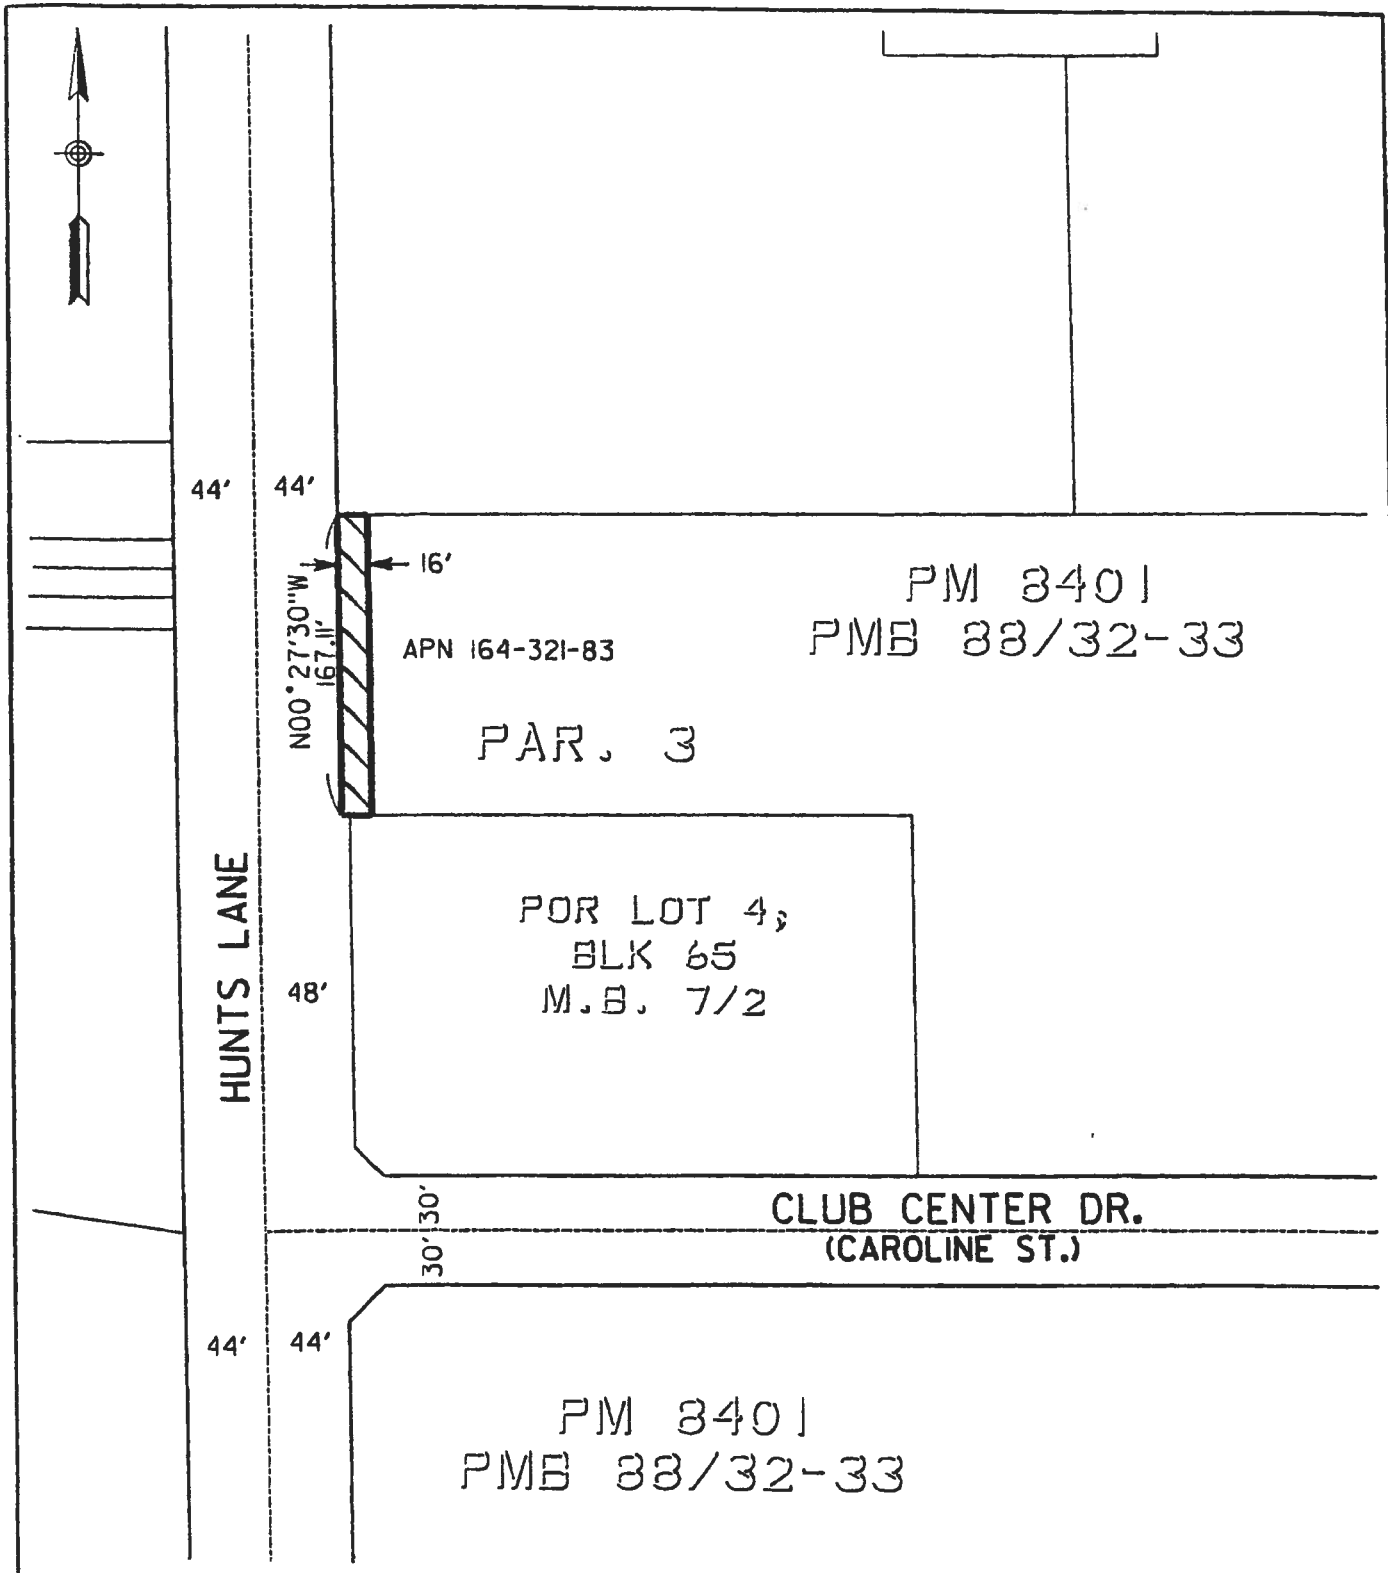 44' 44'
16'
N00°27'30"W
167.11'
APN 164-321-83
PM 8401
PMB 88/32-33
PAR. 3
HUNTS LANE
48'
POR LOT 4,
BLK 65
M.B. 7/2
30'
30'
CLUB CENTER DR.
(CAROLINE ST.)
44' 44'
PM 8401
PMB 88/32-33